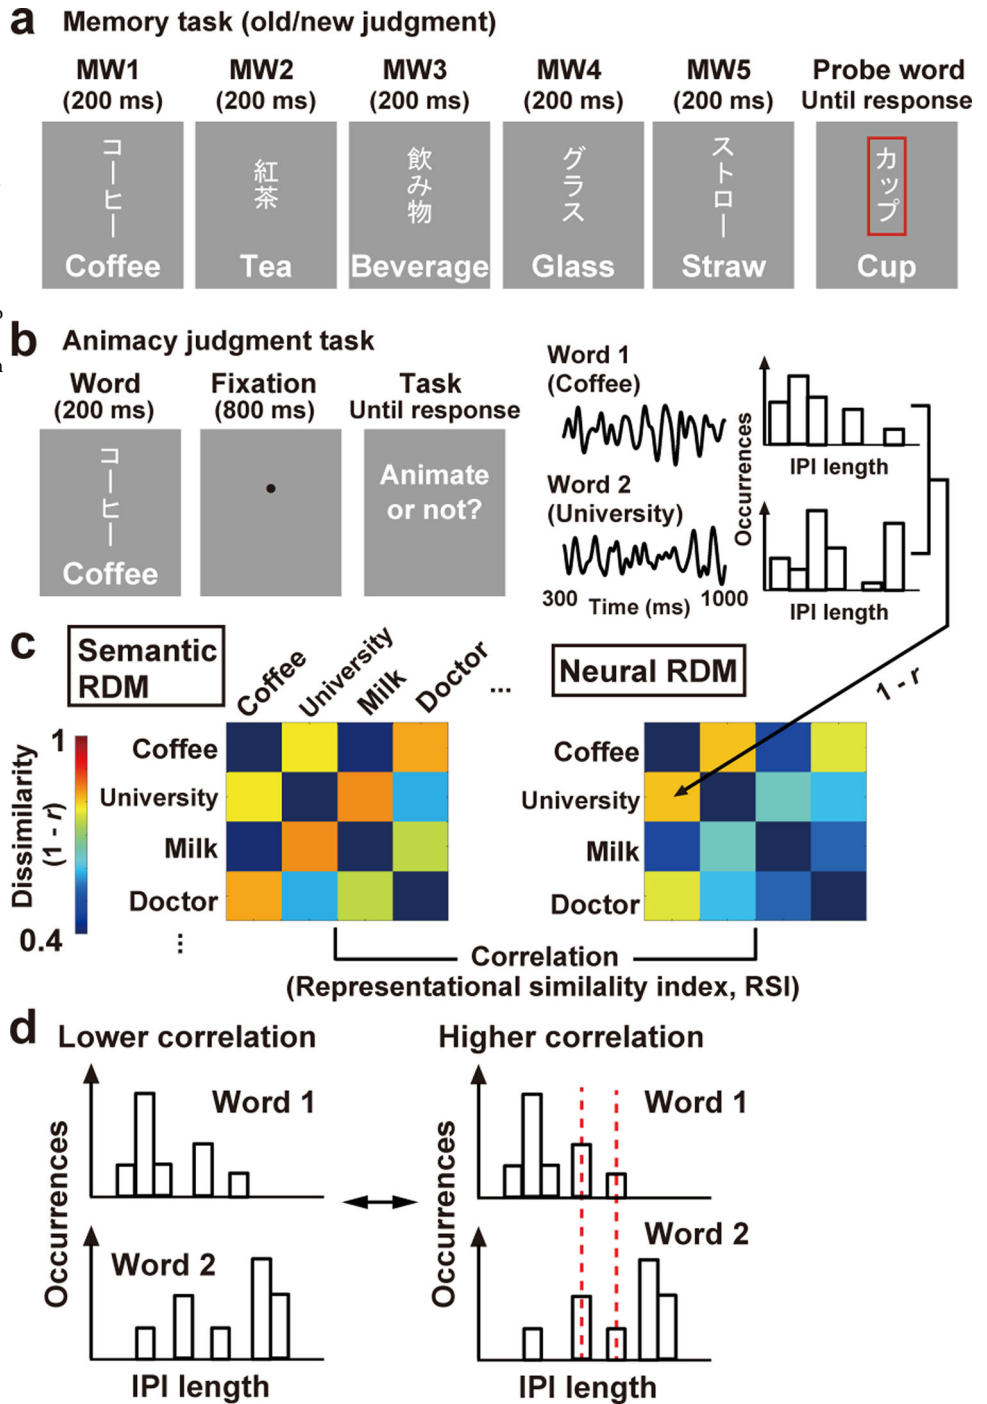 a Memory task (old/new judgment)
MW1 MW2 MW3 MW4 MW5 Probe word
(200 ms) (200 ms) (200 ms) (200 ms) (200 ms) Until response
コーヒー 紅茶 飲み物 グラス ストロー カップ
Coffee Tea Beverage Glass Straw Cup
b Animacy judgment task
Word Fixation Task
(200 ms) (800 ms) Until response
コーヒー
Coffee
Animate
or not?
Word 1
(Coffee)
Word 2
(University)
300 Time (ms) 1000
Occurrences
IPI length
IPI length
1 - r
c
Semantic
RDM
Coffee University Milk Doctor ...
Neural RDM
Dissimilarity
(1 - r)
1
0.4
Coffee
University
Milk
Doctor
...
Coffee
University
Milk
Doctor
Correlation
(Representational similality index, RSI)
d
Lower correlation
Higher correlation
Occurrences
Word 1
Word 2
IPI length
Occurrences
Word 1
Word 2
IPI length